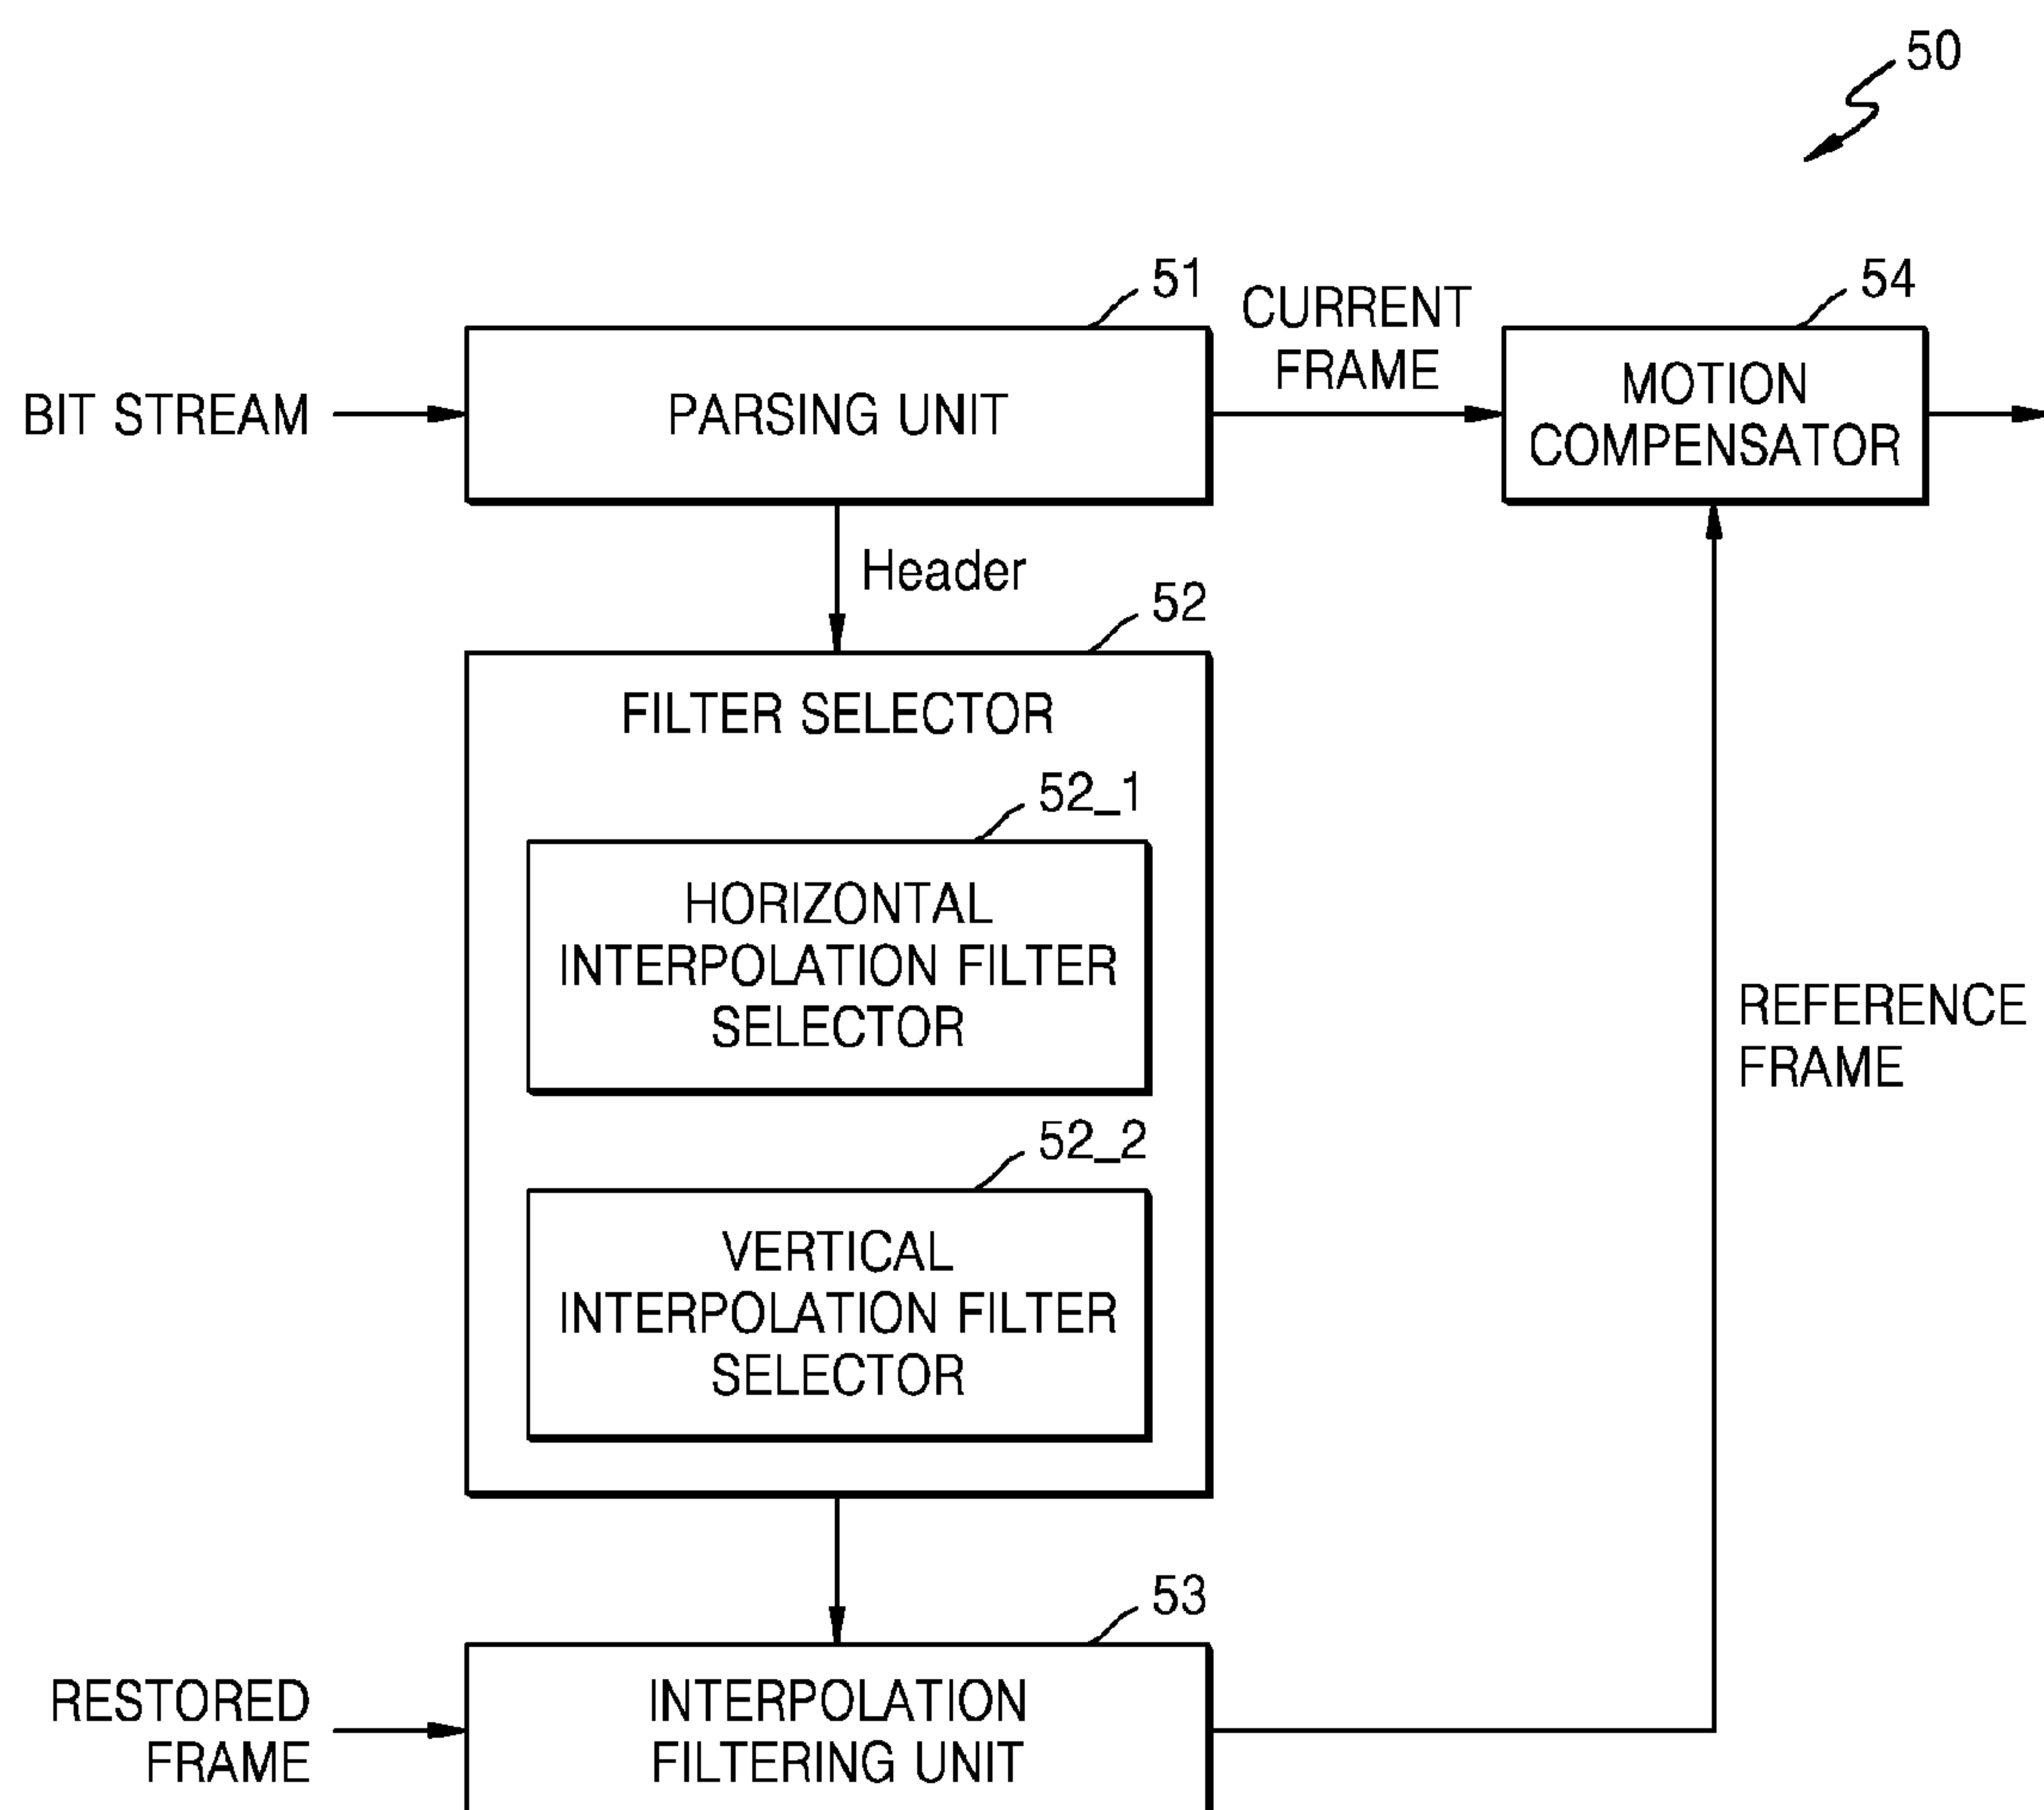 50
51
CURRENT
FRAME
54
BIT STREAM
PARSING UNIT
MOTION
COMPENSATOR
Header
52
FILTER SELECTOR
52_1
HORIZONTAL
INTERPOLATION FILTER
SELECTOR
REFERENCE
FRAME
52_2
VERTICAL
INTERPOLATION FILTER
SELECTOR
53
RESTORED
FRAME
INTERPOLATION
FILTERING UNIT